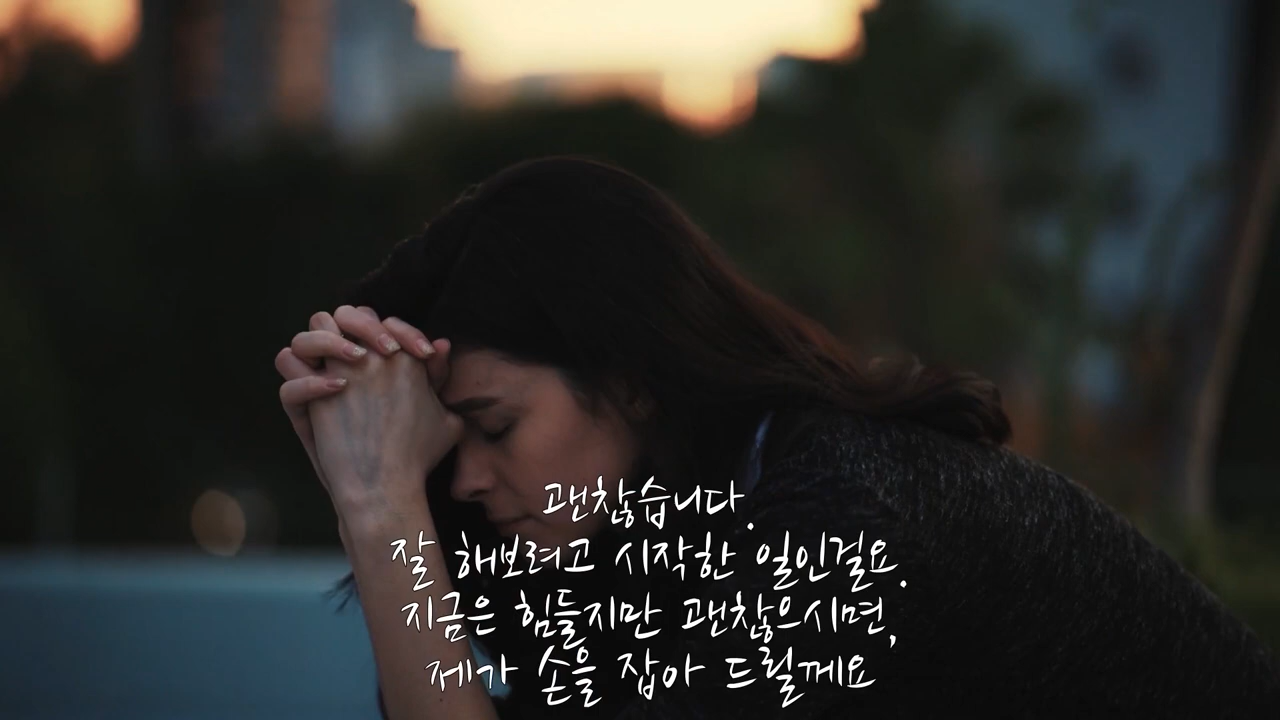 괜찮습니다.
잘 해보려고 시작한 일인걸요.
지금은 힘들지만 괜찮으시면,
제가 손을 잡아 드릴께요